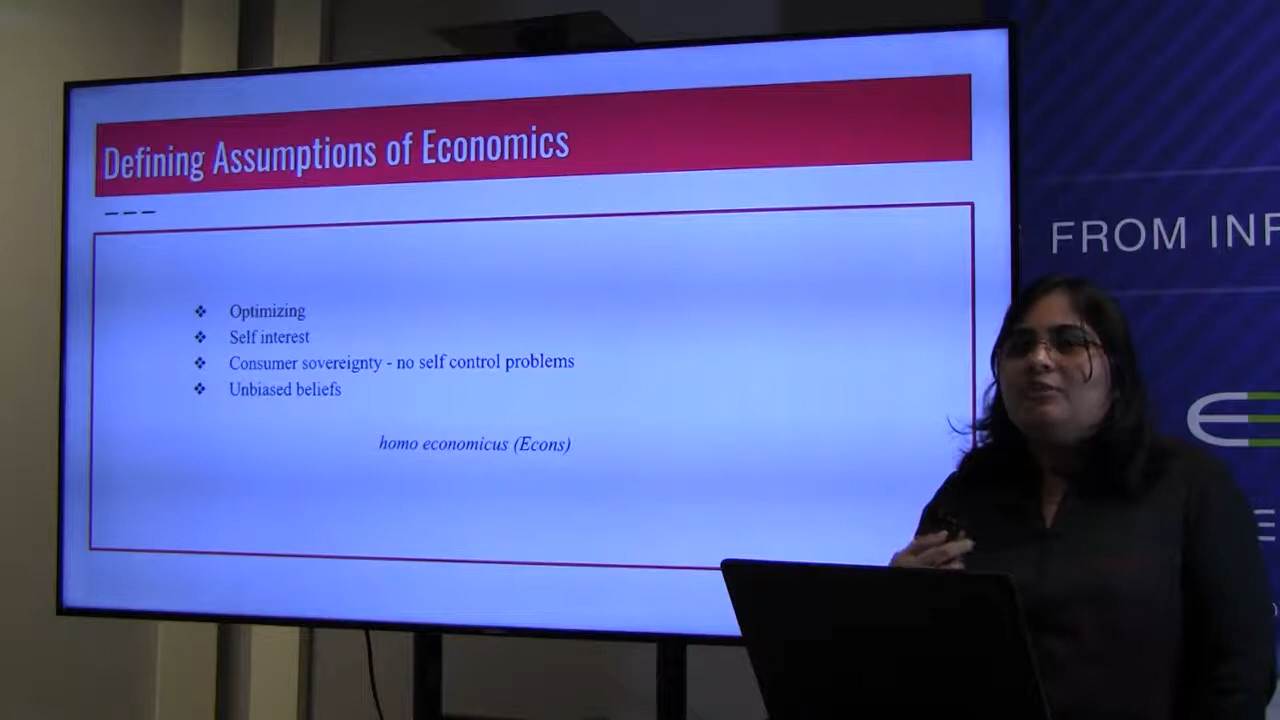 Defining Assumptions of Economics
❖ Optimizing
❖ Self interest
❖ Consumer sovereignty - no self control problems
❖ Unbiased beliefs
homo economicus (Econs)
FROM